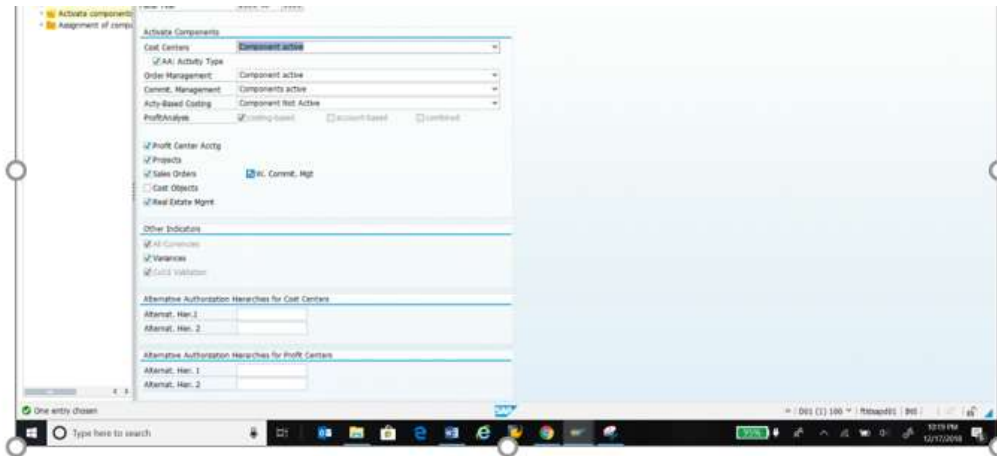 Activate components
Assignment of compa
Activate Components
Cost Centers Component active
AA: Activity Type
Order Management Component active
Commit. Management Components active
Acty-Based Costing Component Not Active
ProfitAnalysis costing-based account-based combined
Profit Center Acctg
Projects
Sales Orders W. Commit. Mgt
Cost Objects
Real Estate Mgmt
Other Indicators
All Currencies
Variances
CoCd Validation
Alternative Authorization Hierarchies for Cost Centers
Alternat. Hier.1
Alternat. Hier. 2
Alternative Authorization Hierarchies for Profit Centers
Alternat. Hier. 1
Alternat. Hier. 2
One entry chosen SAP D01 (1) 100 INS
Type here to search 95% 10:19 PM
12/17/2018